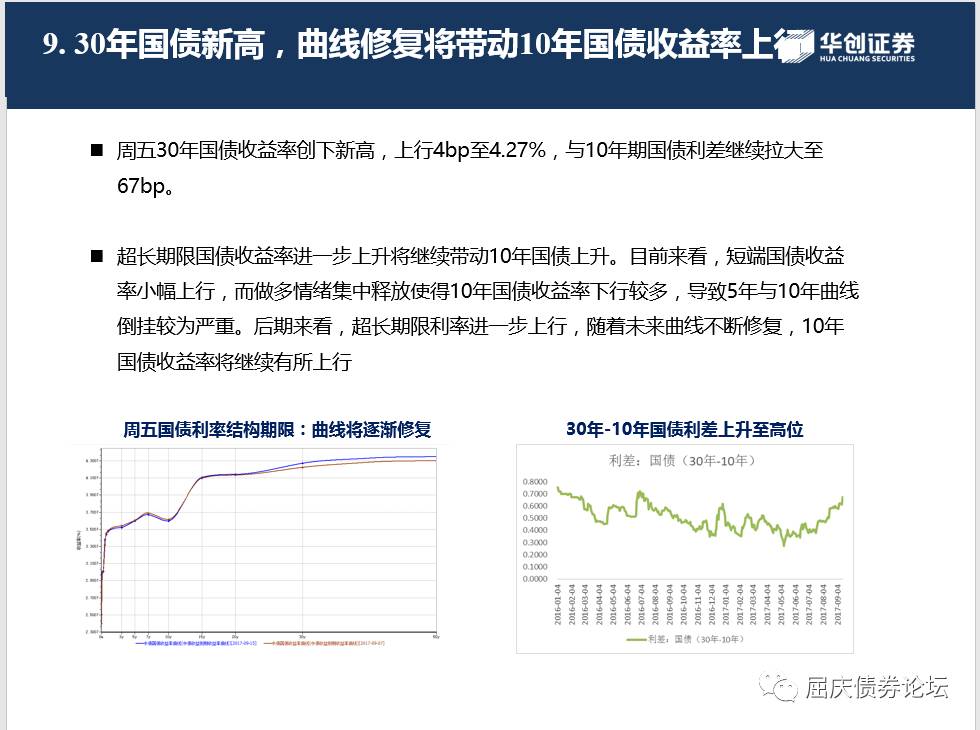 9. 30年国债新高，曲线修复将带动10年国债收益率上行
华创证券
HUA CHUANG SECURITIES
■ 周五30年国债收益率创下新高，上行4bp至4.27%，与10年期国债利差继续拉大至
67bp。
■ 超长期限国债收益率进一步上升将继续带动10年国债上升。目前来看，短端国债收益
率小幅上行，而做多情绪集中释放使得10年国债收益率下行较多，导致5年与10年曲线
倒挂较为严重。后期来看，超长期限利率进一步上行，随着未来曲线不断修复，10年
国债收益率将继续有所上行
周五国债利率结构期限：曲线将逐渐修复
30年-10年国债利差上升至高位
利差：国债（30年-10年）
0.8000
0.7000
0.6000
0.5000
0.4000
0.3000
0.2000
0.1000
0.0000
2016-01-04
2016-02-04
2016-03-04
2016-04-04
2016-05-04
2016-06-04
2016-07-04
2016-08-04
2016-09-04
2016-10-04
2016-11-04
2016-12-04
2017-01-04
2017-02-04
2017-03-04
2017-04-04
2017-05-04
2017-06-04
2017-07-04
2017-08-04
2017-09-04
利差：国债（30年-10年）
屈庆债券论坛